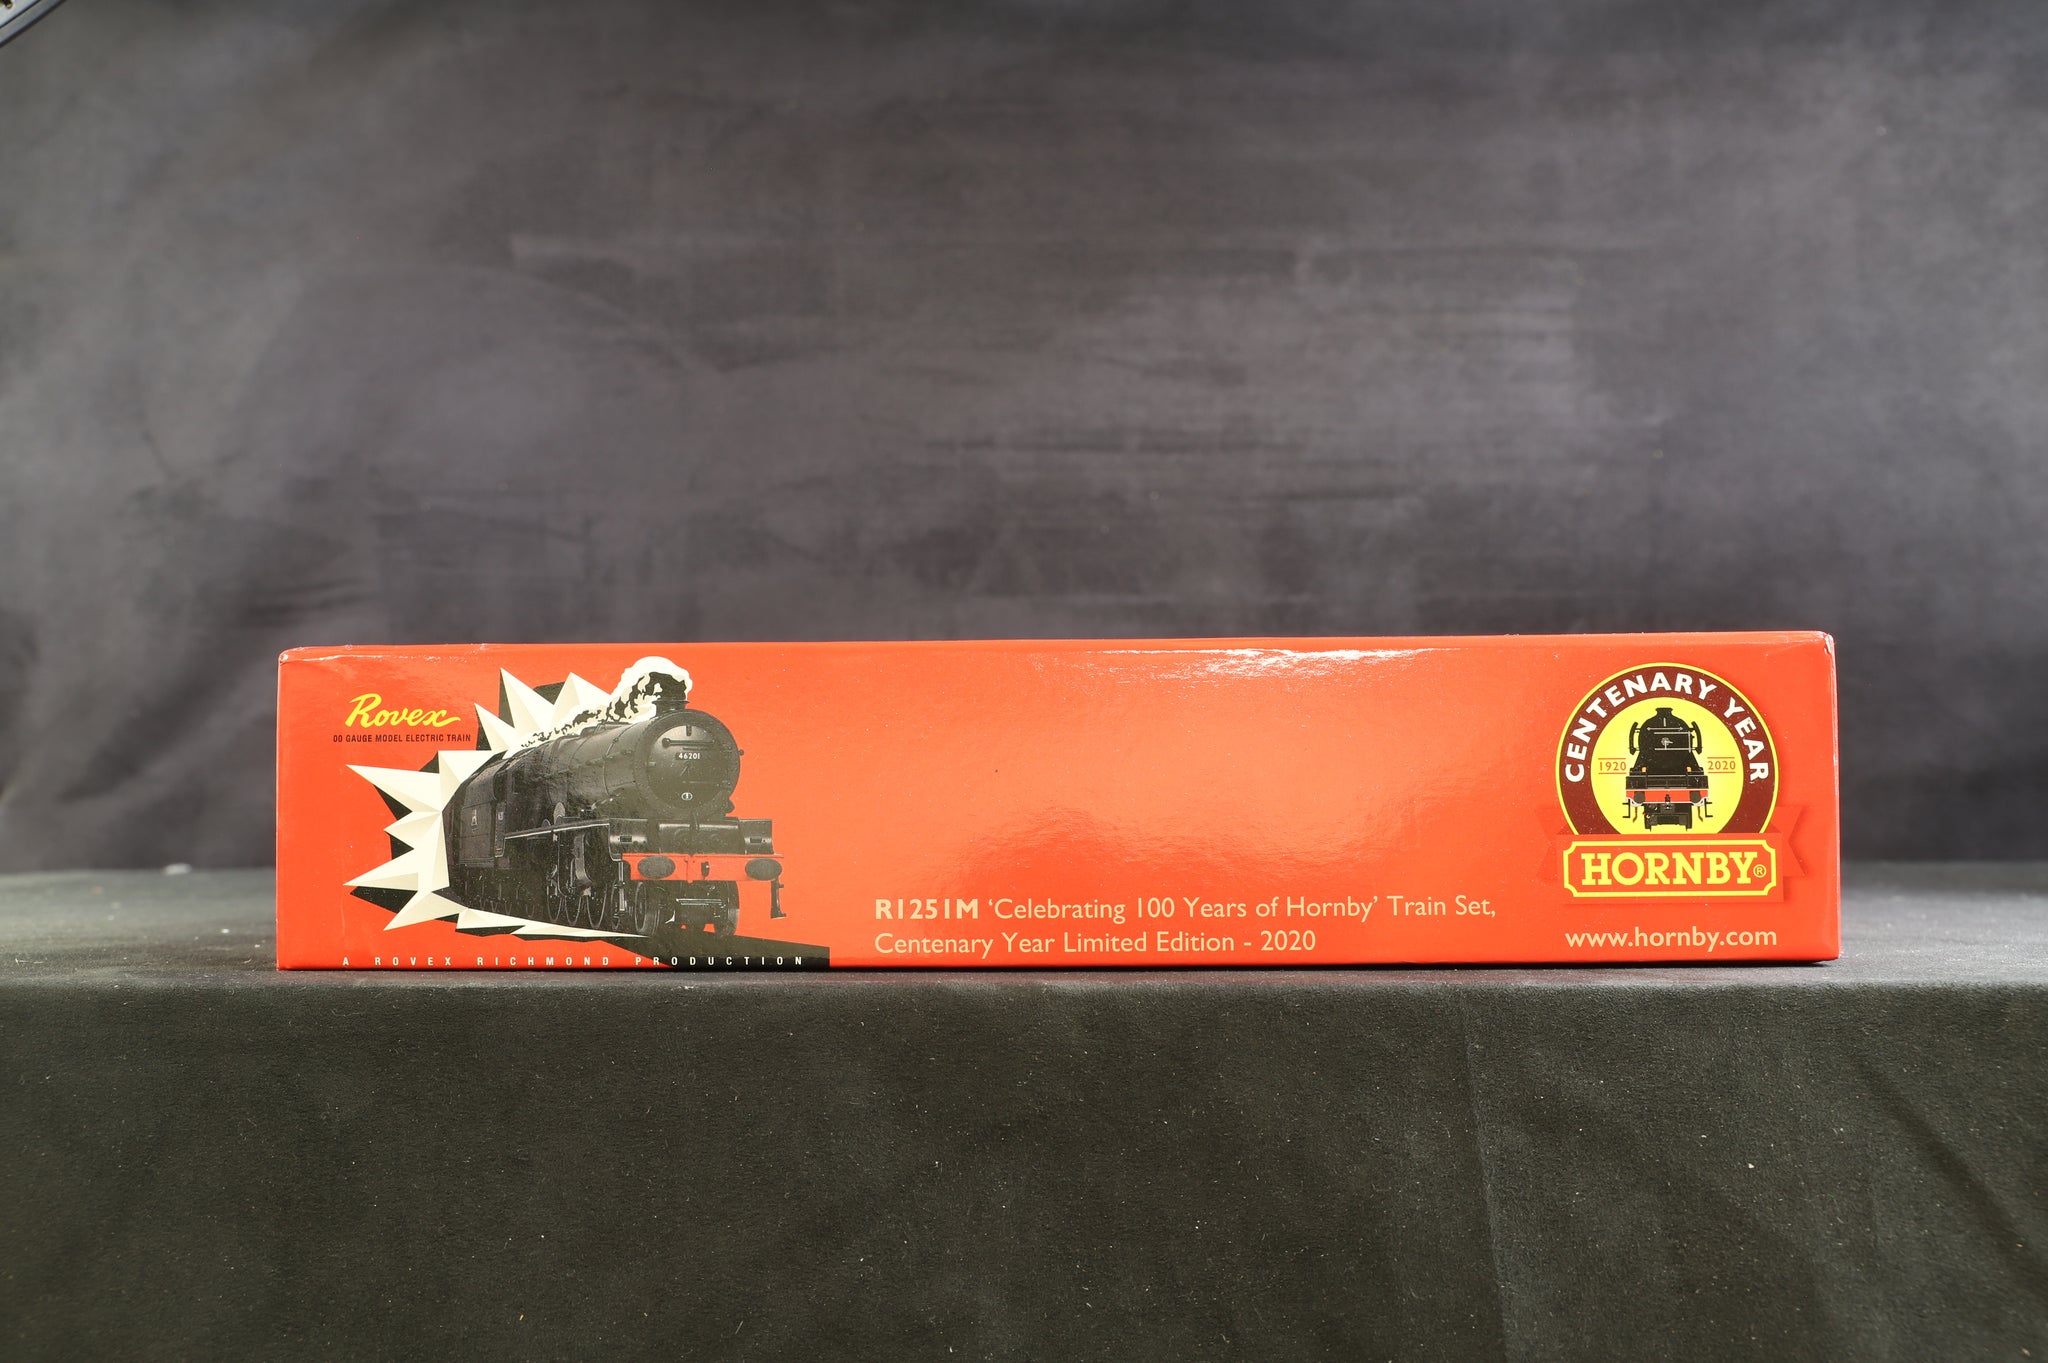 Rovex
00 GAUGE MODEL ELECTRIC TRAIN
46201
A ROVEX RICHMOND PRODUCTION
R1251M ‘Celebrating 100 Years of Hornby’ Train Set,
Centenary Year Limited Edition - 2020
CENTENARY YEAR
1920 2020
HORNBY®
www.hornby.com